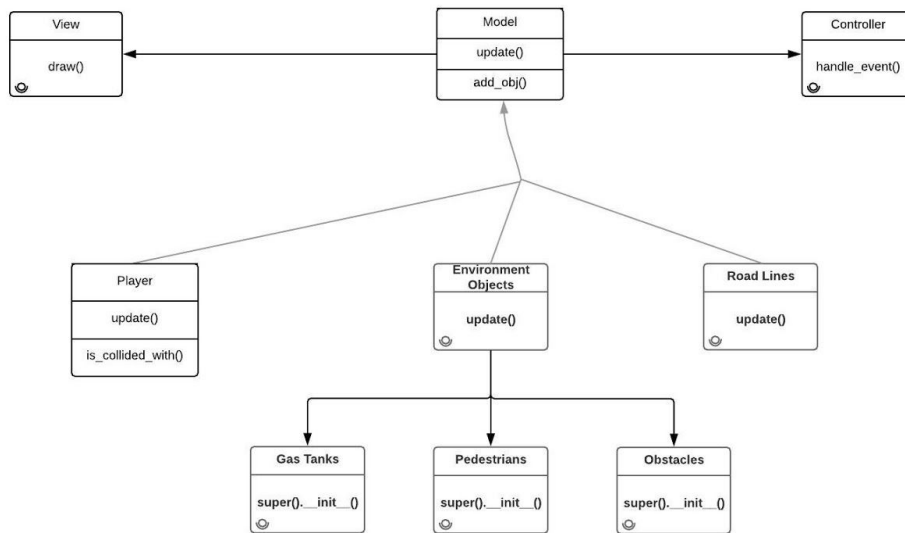 View
draw()
Model
update()
add_obj()
Controller
handle_event()
Player
update()
is_collided_with()
Environment
Objects
update()
Road Lines
update()
Gas Tanks
super().__init__()
Pedestrians
super().__init__()
Obstacles
super().__init__()